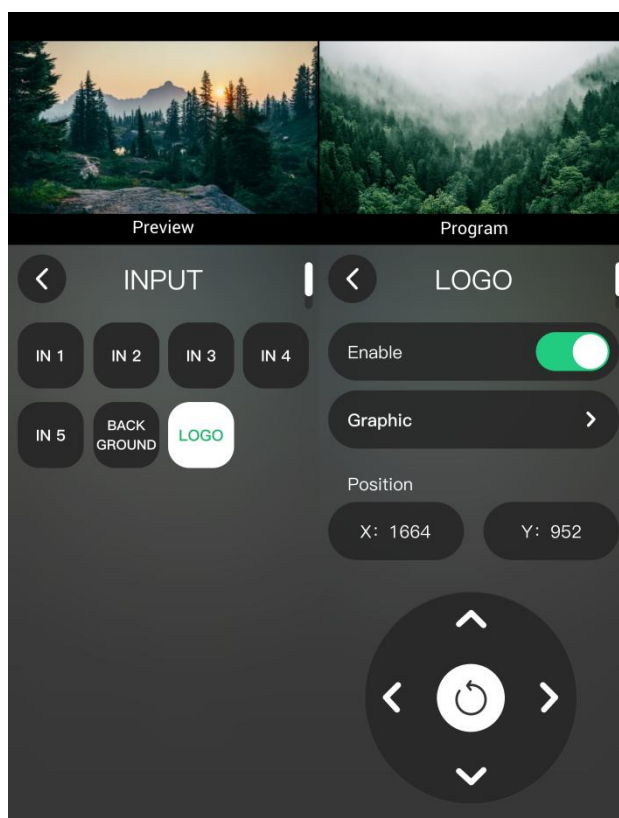 Preview
Program
INPUT
LOGO
IN 1
IN 2
IN 3
IN 4
IN 5
BACK
GROUND
LOGO
Enable
Graphic
Position
X: 1664
Y: 952